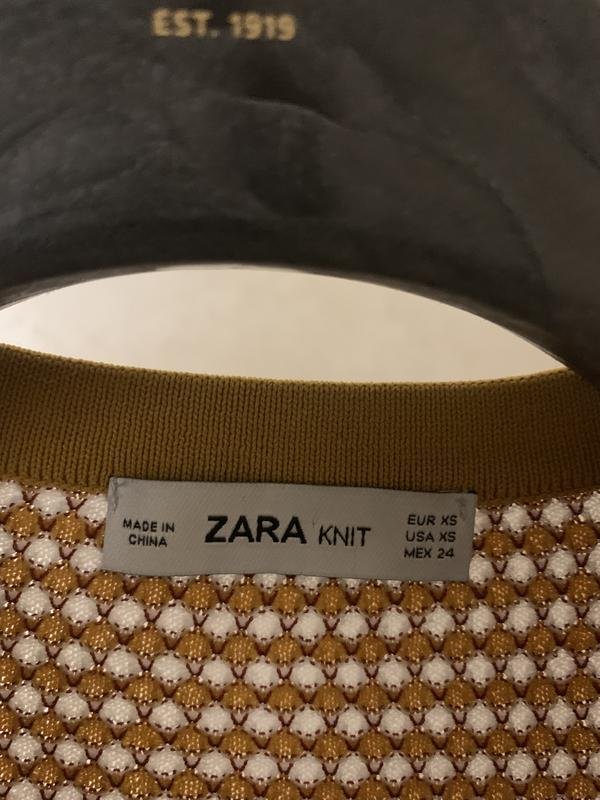 EST. 1919
MADE IN
CHINA
ZARA KNIT
EUR XS
USA XS
MEX 24